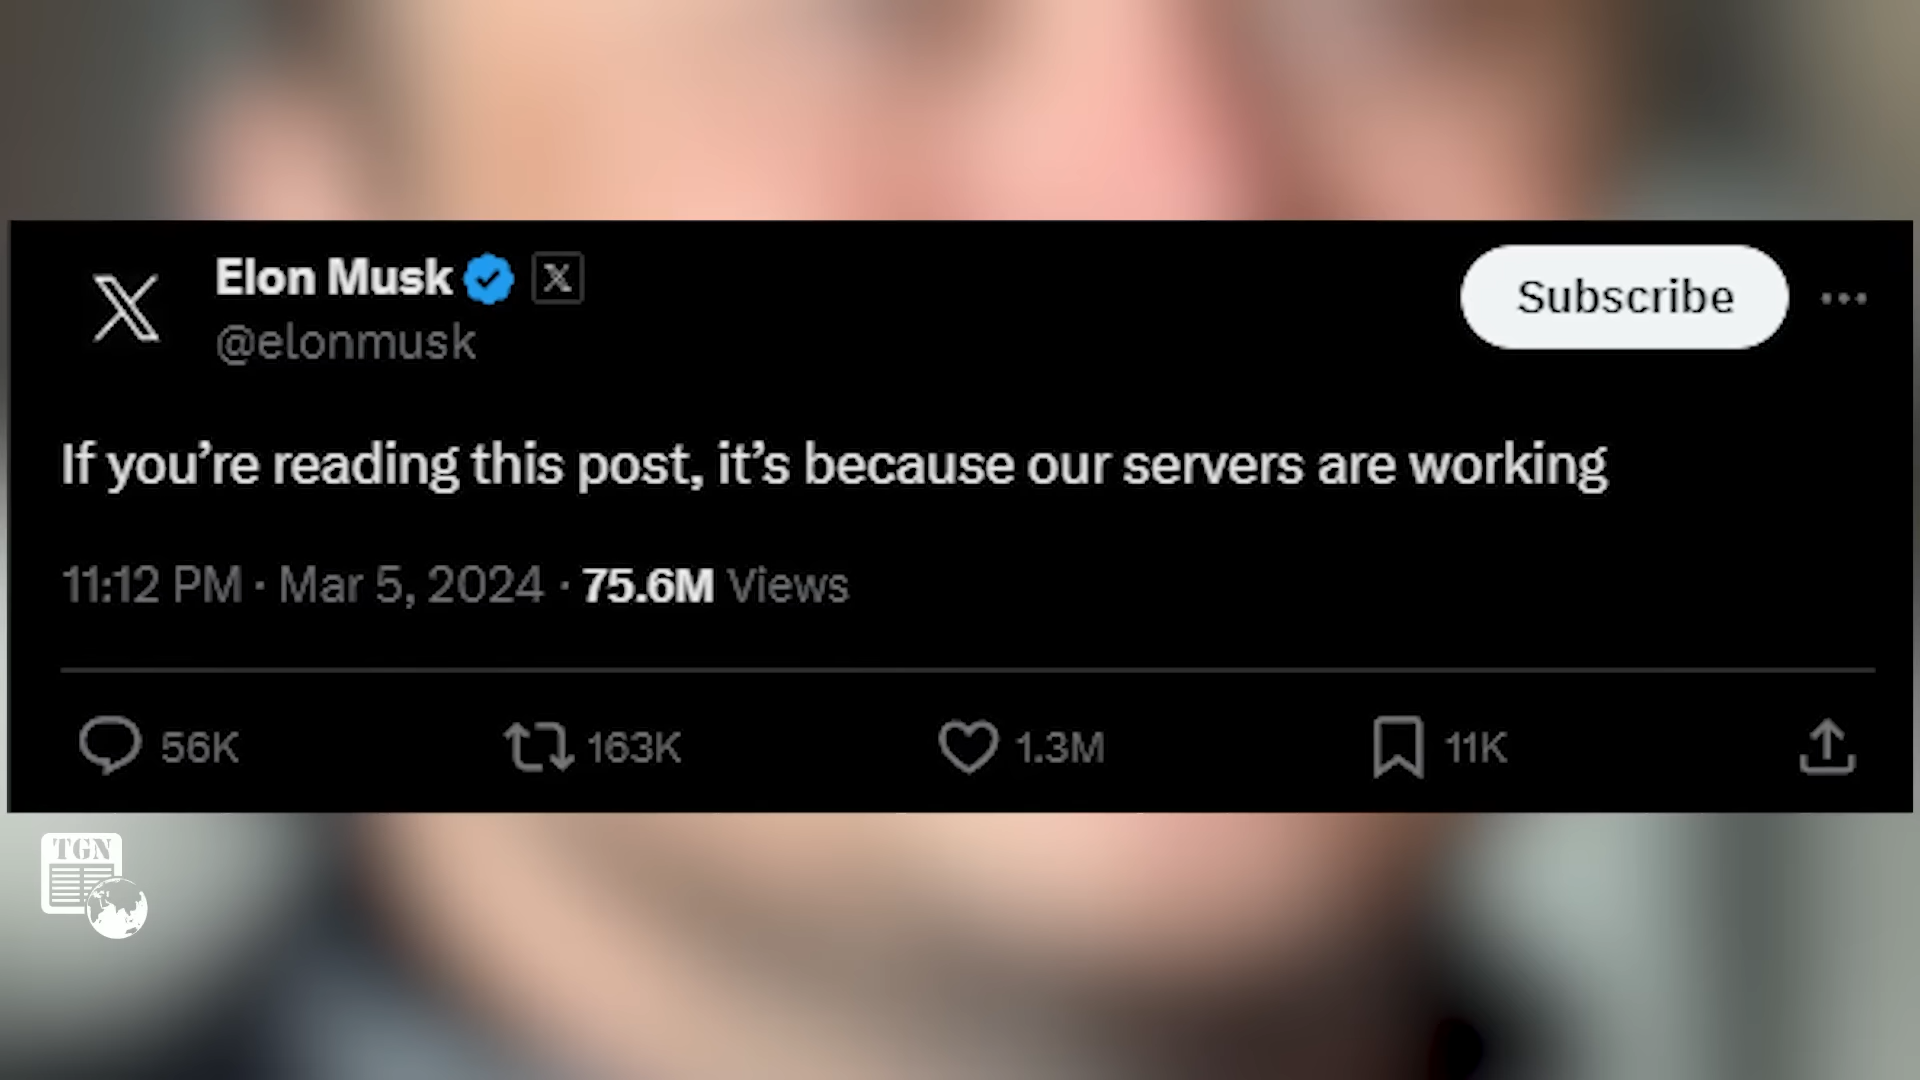 Elon Musk
@elonmusk
Subscribe
If you’re reading this post, it’s because our servers are working
11:12 PM · Mar 5, 2024 · 75.6M Views
56K 163K 1.3M 11K
TGN